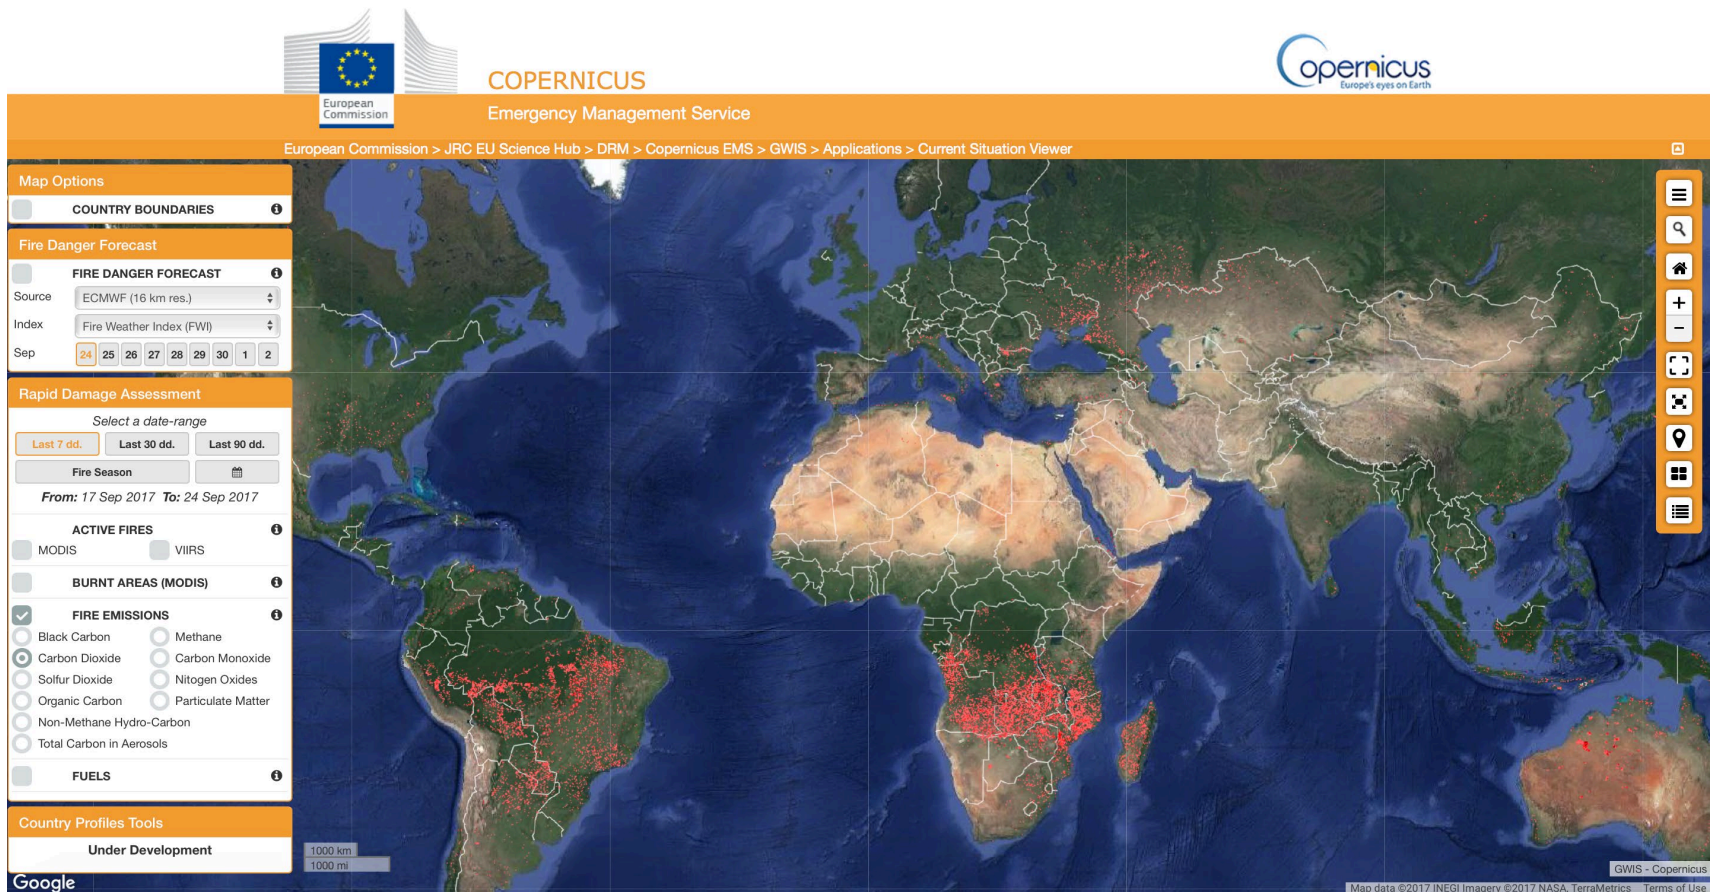 European
Commission
COPERNICUS
Emergency Management Service
opernicus
Europe's eyes on Earth
European Commission > JRC EU Science Hub > DRM > Copernicus EMS > GWIS > Applications > Current Situation Viewer
Map Options
COUNTRY BOUNDARIES
Fire Danger Forecast
FIRE DANGER FORECAST
Source ECMWF (16 km res.)
Index Fire Weather Index (FWI)
Sep 24 25 26 27 28 29 30 1 2
Rapid Damage Assessment
Select a date-range
Last 7 dd. Last 30 dd. Last 90 dd.
Fire Season
From: 17 Sep 2017 To: 24 Sep 2017
ACTIVE FIRES
MODIS VIIRS
BURNT AREAS (MODIS)
FIRE EMISSIONS
Black Carbon Methane
Carbon Dioxide Carbon Monoxide
Solfur Dioxide Nitogen Oxides
Organic Carbon Particulate Matter
Non-Methane Hydro-Carbon
Total Carbon in Aerosols
FUELS
Country Profiles Tools
Under Development
Google
1000 km
1000 mi
GWIS - Copernicus
Map data ©2017 INEGI Imagery ©2017 NASA, TerraMetrics Terms of Use